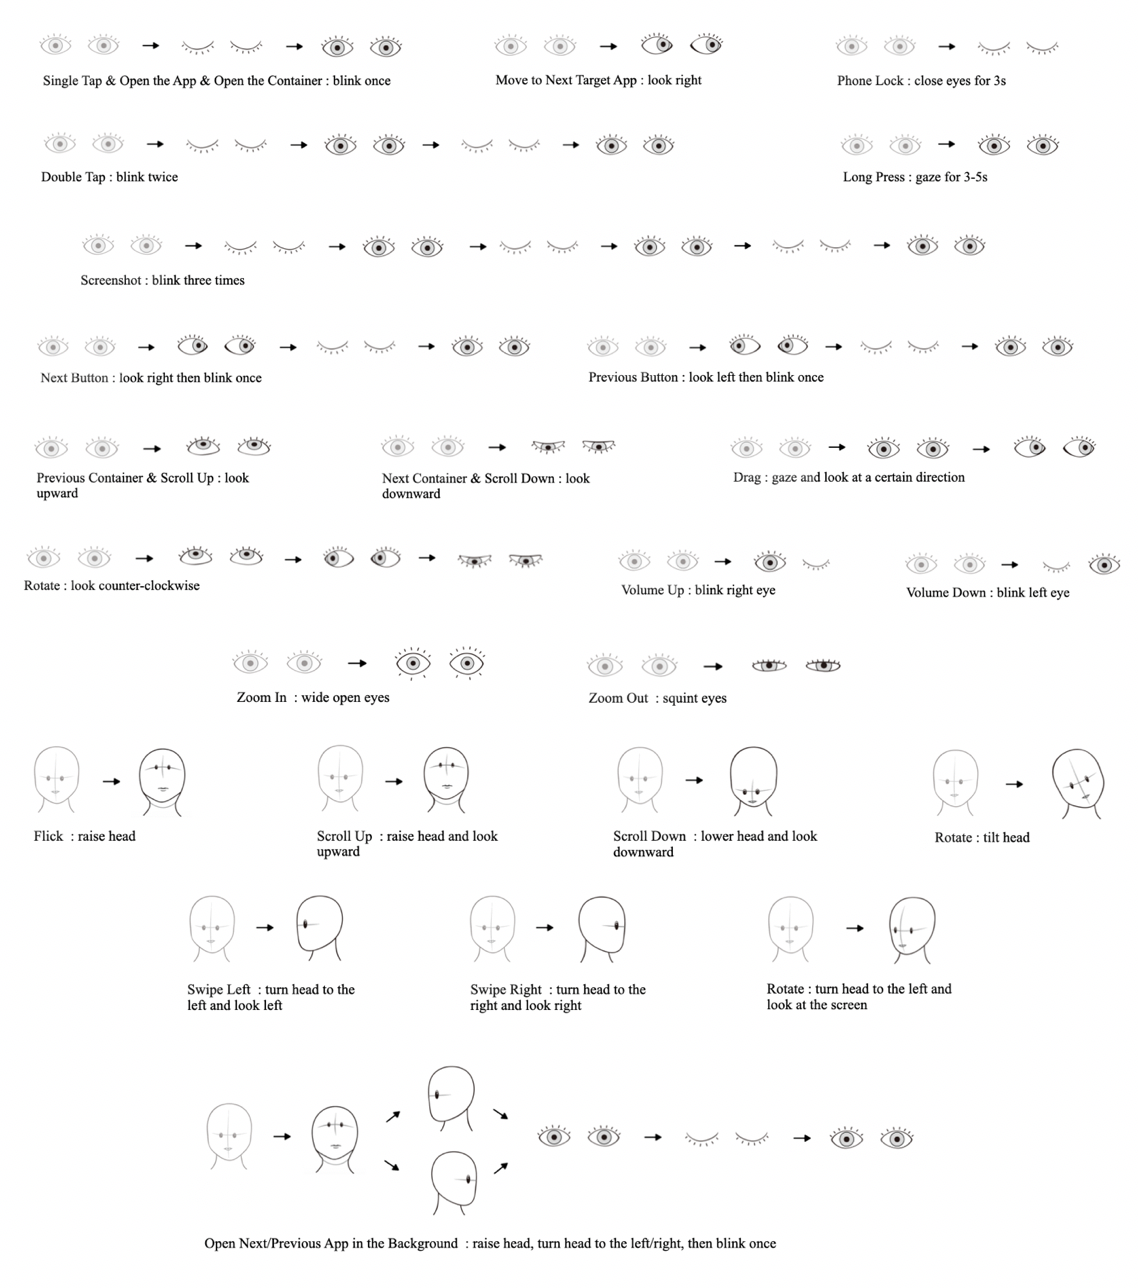 Single Tap & Open the App & Open the Container : blink once
Move to Next Target App : look right
Phone Lock : close eyes for 3s
Double Tap : blink twice
Long Press : gaze for 3-5s
Screenshot : blink three times
Next Button : look right then blink once
Previous Button : look left then blink once
Previous Container & Scroll Up : look
upward
Next Container & Scroll Down : look
downward
Drag : gaze and look at a certain direction
Rotate : look counter-clockwise
Volume Up : blink right eye
Volume Down : blink left eye
Zoom In : wide open eyes
Zoom Out : squint eyes
Flick : raise head
Scroll Up : raise head and look
upward
Scroll Down : lower head and look
downward
Rotate : tilt head
Swipe Left : turn head to the
left and look left
Swipe Right : turn head to the
right and look right
Rotate : turn head to the left and
look at the screen
Open Next/Previous App in the Background : raise head, turn head to the left/right, then blink once